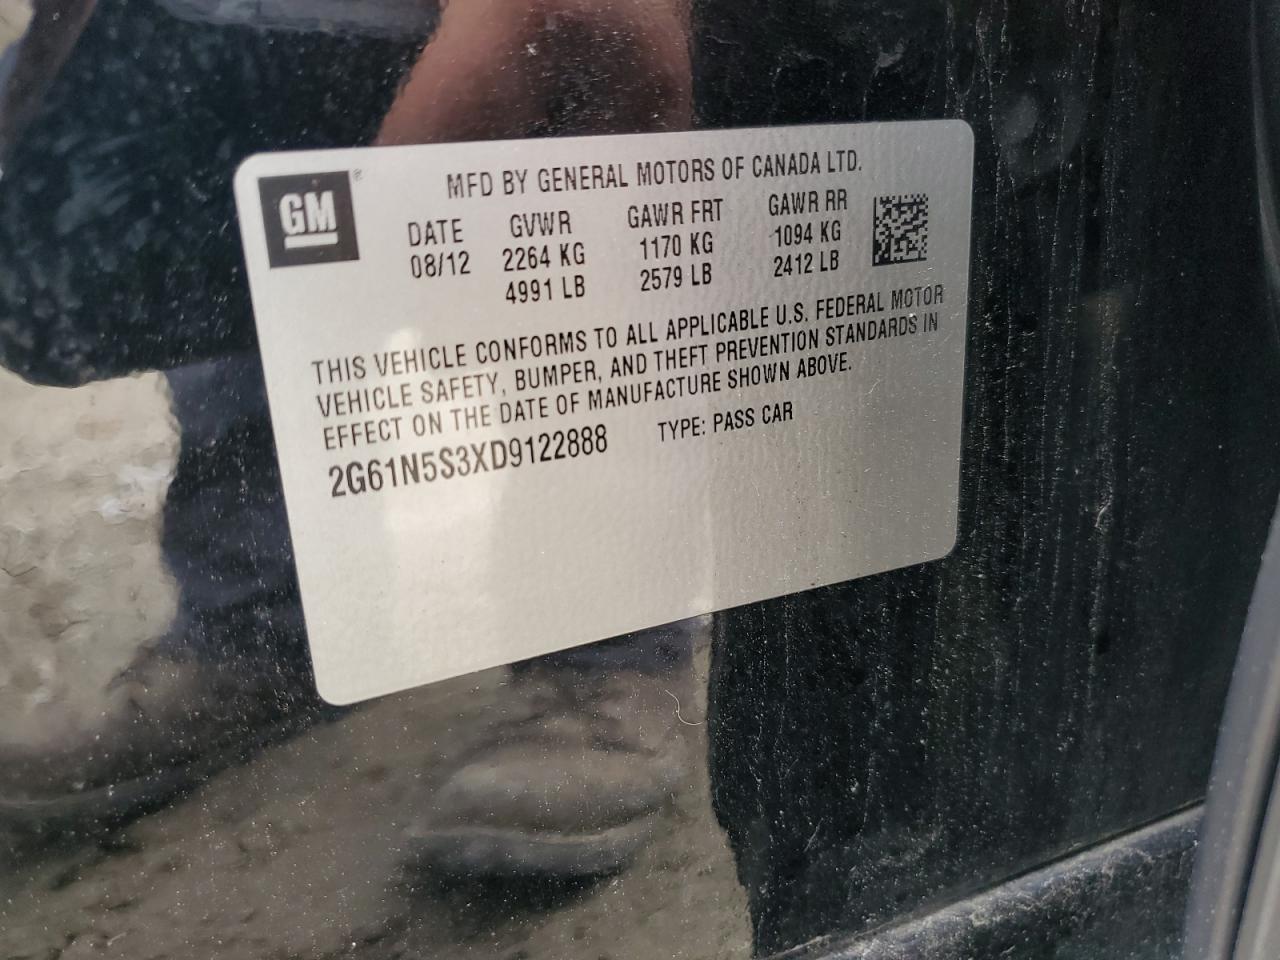 GM ®
MFD BY GENERAL MOTORS OF CANADA LTD.
DATE GVWR GAWR FRT GAWR RR
08/12 2264 KG 1170 KG 1094 KG
4991 LB 2579 LB 2412 LB
THIS VEHICLE CONFORMS TO ALL APPLICABLE U.S. FEDERAL MOTOR
VEHICLE SAFETY, BUMPER, AND THEFT PREVENTION STANDARDS IN
EFFECT ON THE DATE OF MANUFACTURE SHOWN ABOVE.
2G61N5S3XD9122888 TYPE: PASS CAR